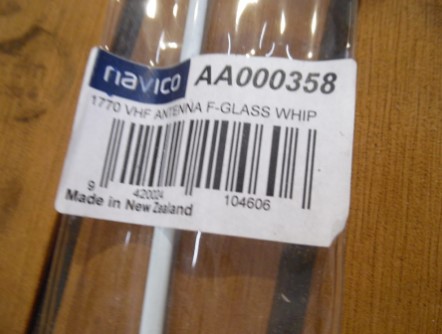 navico AA000358
1770 VHF ANTENNA F-GLASS WHIP
9 420024 104606
Made in New Zealand